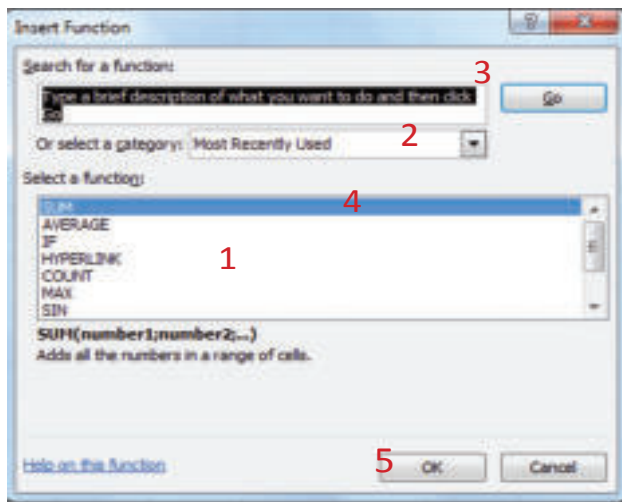 Insert Function
Search for a function:
3
Type a brief description of what you want to do and then click
Go
Go
Or select a category: Most Recently Used
2
Select a function:
SUM
4
AVERAGE
IF
HYPERLINK
1
COUNT
MAX
SIN
SUM(number1;number2;...)
Adds all the numbers in a range of cells.
Help on this function
5
OK
Cancel